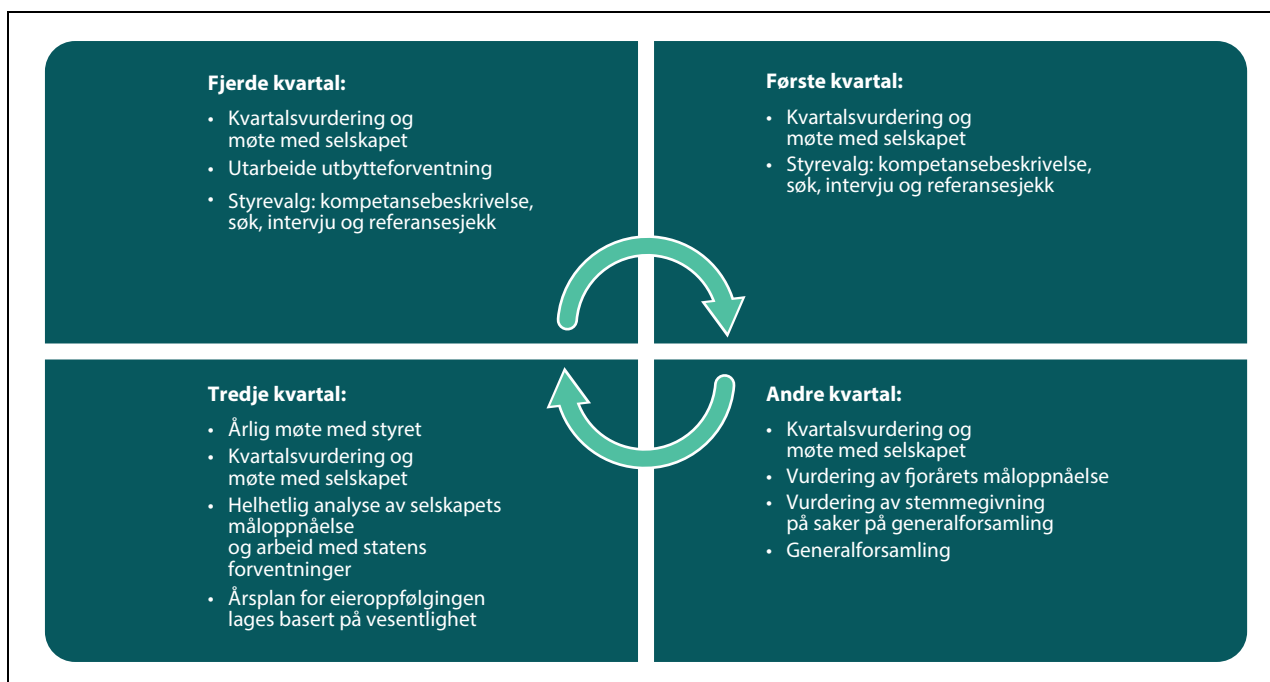 Fjerde kvartal:
• Kvartalsvurdering og
møte med selskapet
• Utarbeide utbytteforventning
• Styrevalg: kompetansebeskrivelse,
søk, intervju og referansesjekk
Første kvartal:
• Kvartalsvurdering og
møte med selskapet
• Styrevalg: kompetansebeskrivelse,
søk, intervju og referansesjekk
Tredje kvartal:
• Årlig møte med styret
• Kvartalsvurdering og
møte med selskapet
• Helhetlig analyse av selskapets
måloppnåelse
og arbeid med statens
forventninger
• Årsplan for eieroppfølgingen
lages basert på vesentlighet
Andre kvartal:
• Kvartalsvurdering og
møte med selskapet
• Vurdering av fjorårets måloppnåelse
• Vurdering av stemmegivning
på saker på generalforsamling
• Generalforsamling